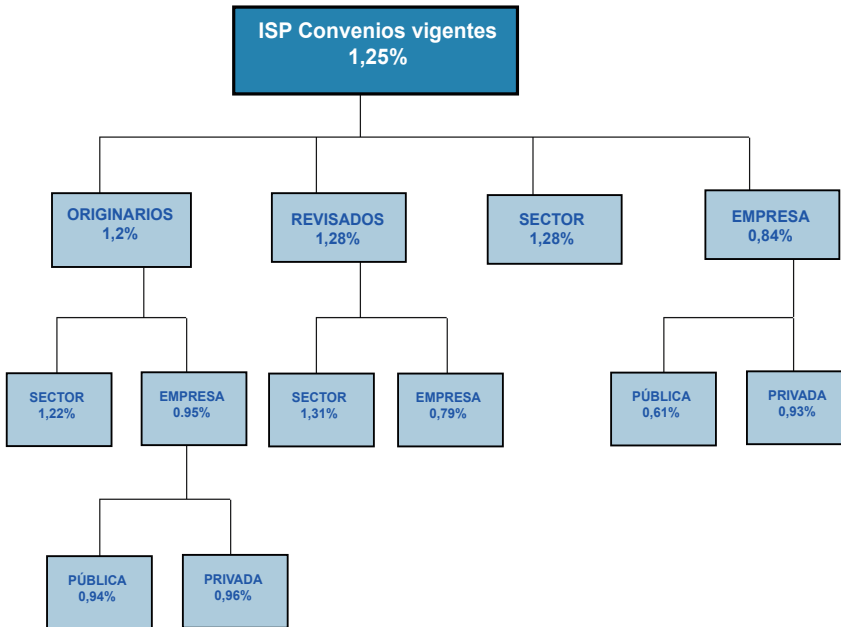 ISP Convenios vigentes
1,25%
ORIGINARIOS
1,2%
REVISADOS
1,28%
SECTOR
1,28%
EMPRESA
0,84%
SECTOR
1,22%
EMPRESA
0.95%
SECTOR
1,31%
EMPRESA
0,79%
PÚBLICA
0,61%
PRIVADA
0,93%
PÚBLICA
0,94%
PRIVADA
0,96%